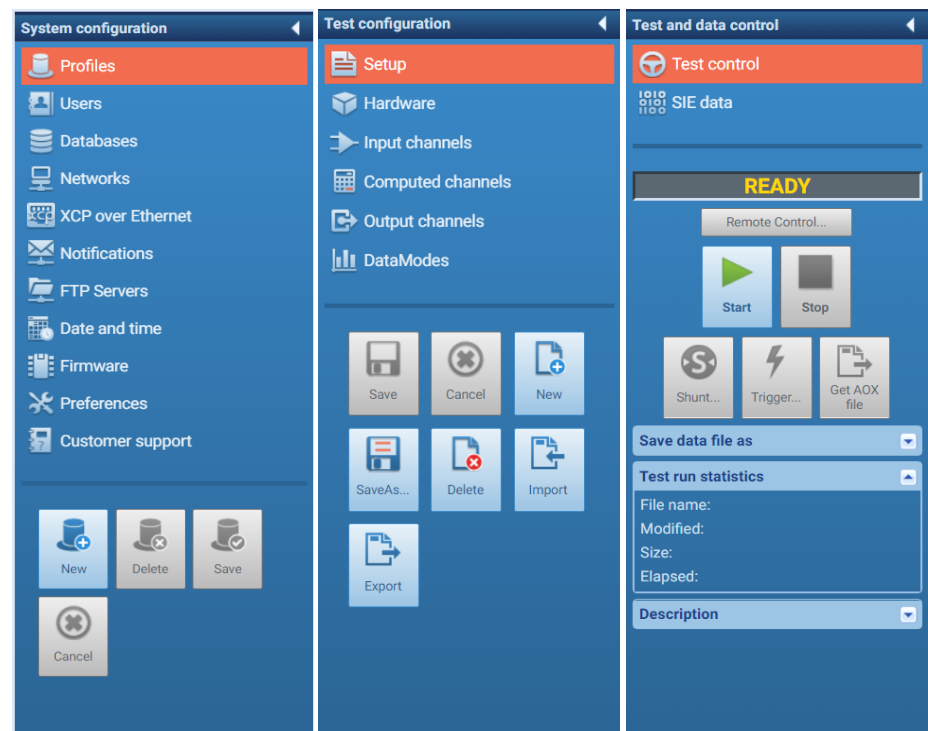 System configuration
Profiles
Users
Databases
Networks
XCP over Ethernet
Notifications
FTP Servers
Date and time
Firmware
Preferences
Customer support
New
Delete
Save
Cancel
Test configuration
Setup
Hardware
Input channels
Computed channels
Output channels
DataModes
Save
Cancel
New
SaveAs...
Delete
Import
Export
Test and data control
Test control
SIE data
READY
Remote Control...
Start
Stop
Shunt...
Trigger...
Get AOX
file
Save data file as
Test run statistics
File name:
Modified:
Size:
Elapsed:
Description